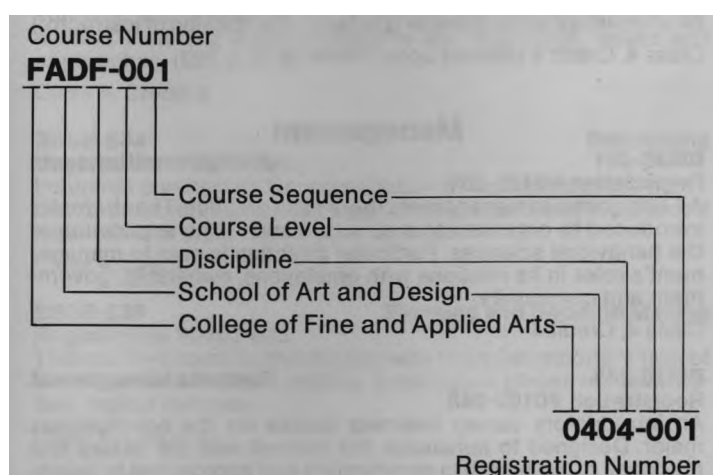 Course Number
FADF-001
Course Sequence
Course Level
Discipline
School of Art and Design
College of Fine and Applied Arts
0404-001
Registration Number